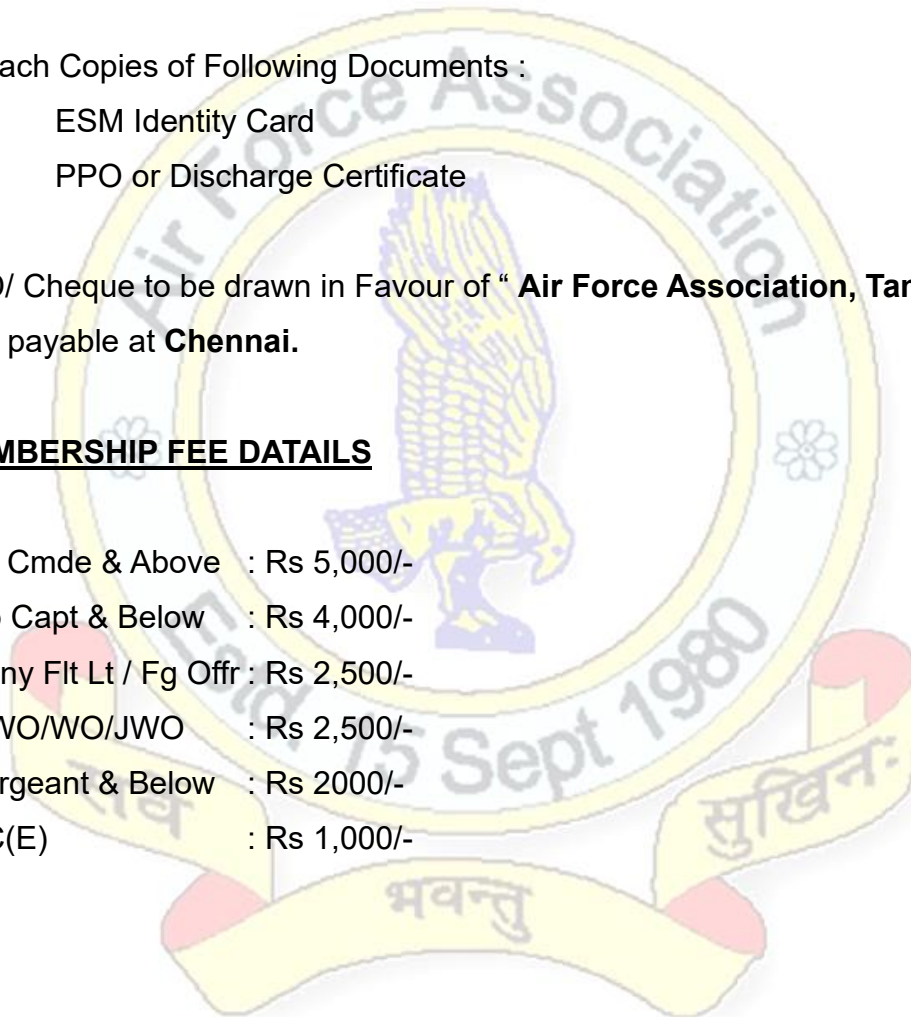 ach Copies of Following Documents :
ESM Identity Card
PPO or Discharge Certificate
D/ Cheque to be drawn in Favour of “ Air Force Association, Tar
payable at Chennai.
MBERSHIP FEE DATAILS
Cmde & Above : Rs 5,000/-
p Capt & Below : Rs 4,000/-
ny Flt Lt / Fg Offr : Rs 2,500/-
WO/WO/JWO : Rs 2,500/-
rgeant & Below : Rs 2000/-
C(E) : Rs 1,000/-
Air Force Association
Estd 15 Sept 1980
सर्वे भवन्तु सुखिनः